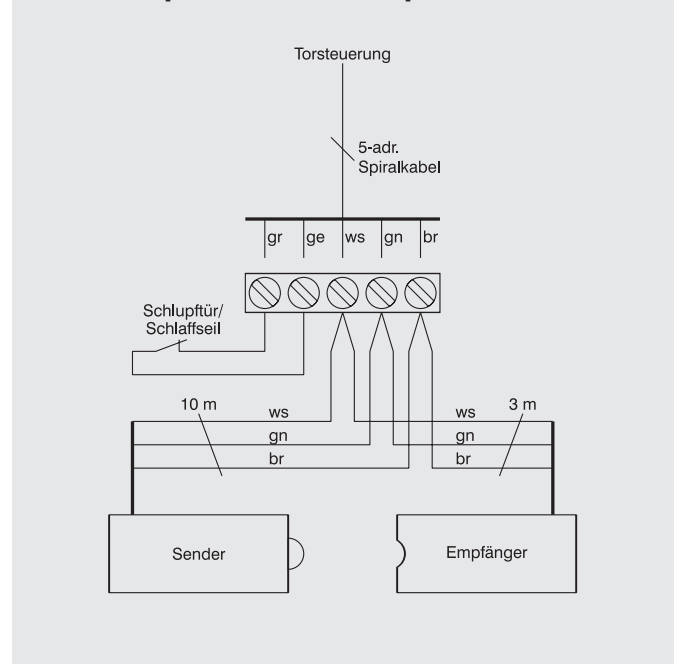 Torsteuerung
5-adr.
Spiralkabel
gr ge ws gn br
Schlupftür/
Schlaffseil
10 m
ws
gn
br
ws
gn
br
3 m
Sender
Empfänger